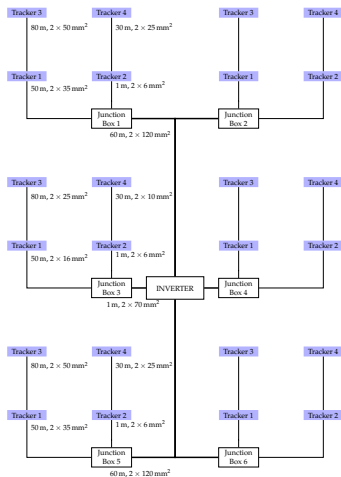 Tracker 3 Tracker 4 Tracker 3 Tracker 4
80 m, 2 × 50 mm² 30 m, 2 × 25 mm²
Tracker 1 Tracker 2 Tracker 1 Tracker 2
50 m, 2 × 35 mm² 1 m, 2 × 6 mm²
Junction Box 1 Junction Box 2
60 m, 2 × 120 mm²
Tracker 3 Tracker 4 Tracker 3 Tracker 4
80 m, 2 × 25 mm² 30 m, 2 × 10 mm²
Tracker 1 Tracker 2 Tracker 1 Tracker 2
50 m, 2 × 16 mm² 1 m, 2 × 6 mm²
Junction Box 3 INVERTER Junction Box 4
1 m, 2 × 70 mm²
Tracker 3 Tracker 4 Tracker 3 Tracker 4
80 m, 2 × 50 mm² 30 m, 2 × 25 mm²
Tracker 1 Tracker 2 Tracker 1 Tracker 2
50 m, 2 × 35 mm² 1 m, 2 × 6 mm²
Junction Box 5 Junction Box 6
60 m, 2 × 120 mm²